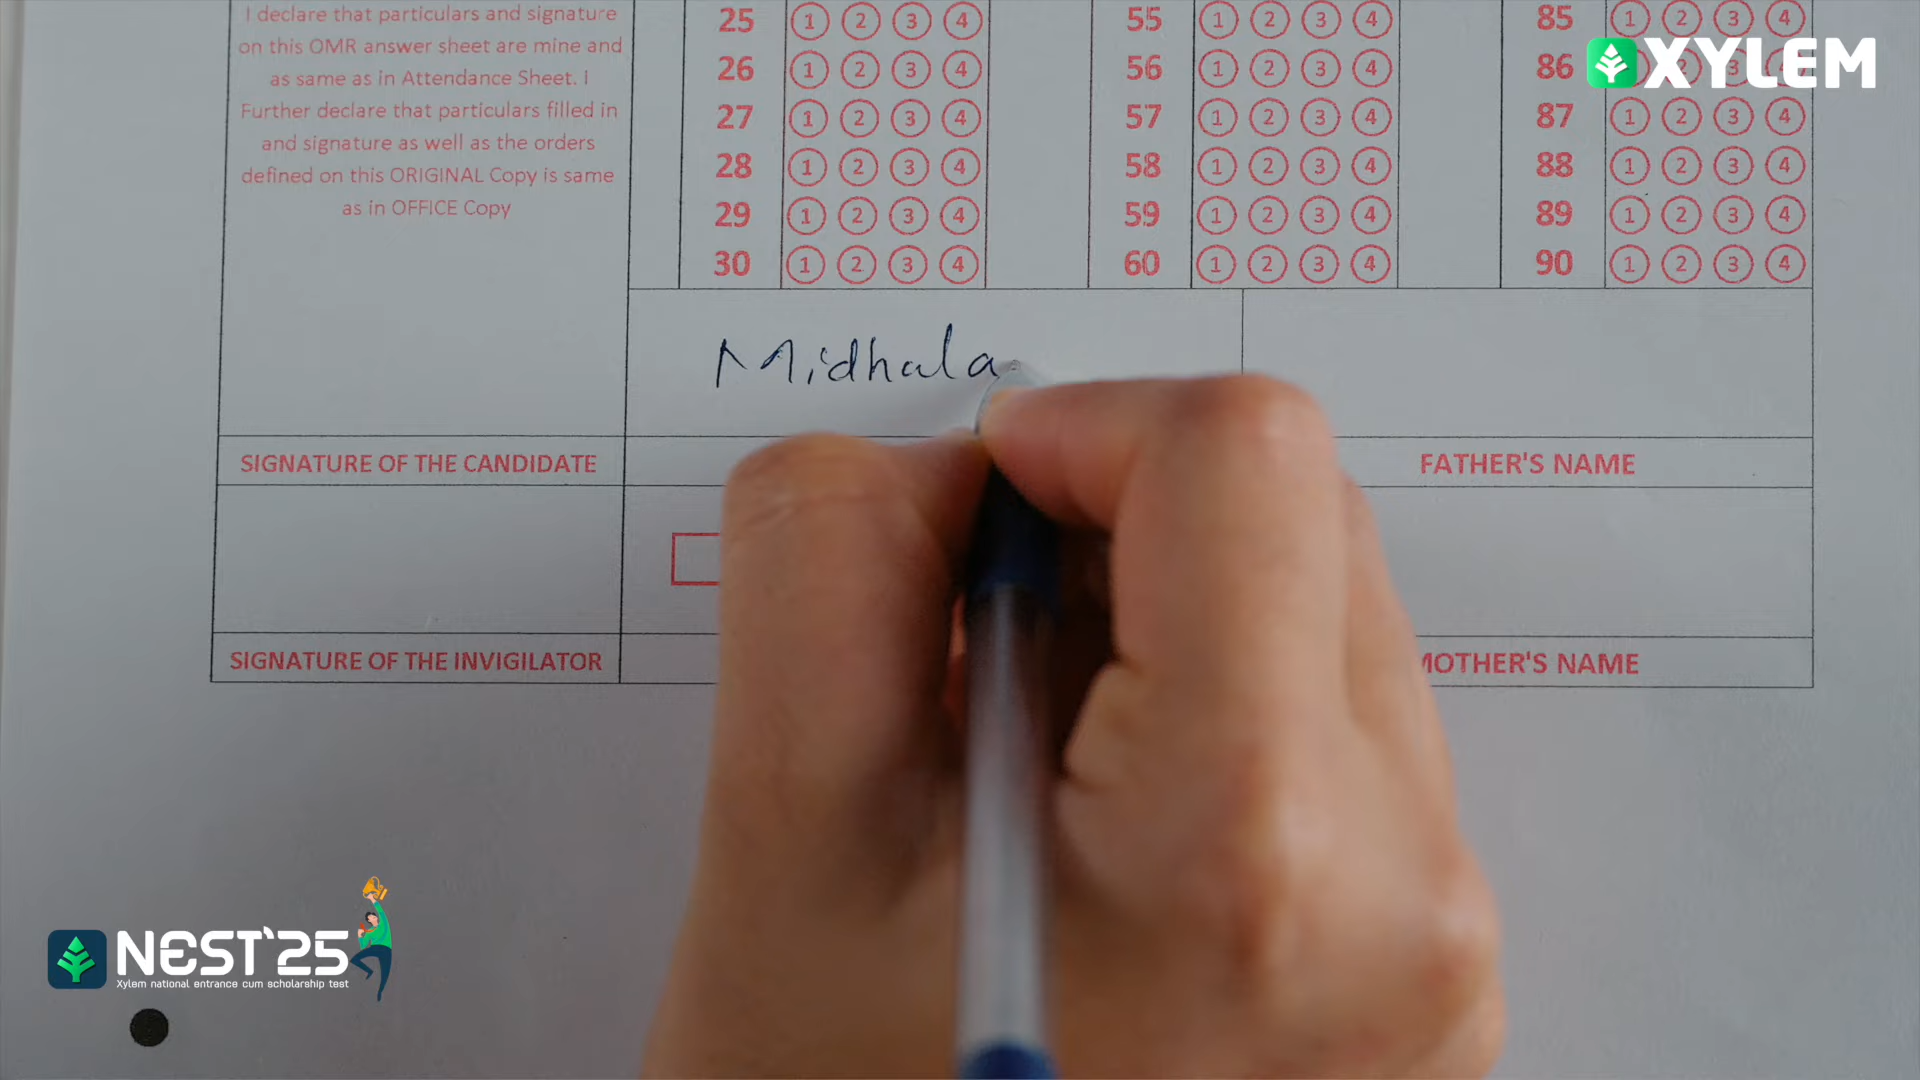 I declare that particulars and signature
on this OMR answer sheet are mine and
as same as in Attendance Sheet. I
Further declare that particulars filled in
and signature as well as the orders
defined on this ORIGINAL Copy is same
as in OFFICE Copy
25 1 2 3 4
26 1 2 3 4
27 1 2 3 4
28 1 2 3 4
29 1 2 3 4
30 1 2 3 4
55 1 2 3 4
56 1 2 3 4
57 1 2 3 4
58 1 2 3 4
59 1 2 3 4
60 1 2 3 4
85 1 2 3 4
86 3 4
87 1 2 3 4
88 1 2 3 4
89 1 2 3 4
90 1 2 3 4
XYLEM
Midhala
SIGNATURE OF THE CANDIDATE
FATHER'S NAME
SIGNATURE OF THE INVIGILATOR
MOTHER'S NAME
NEST'25
Xylem national entrance cum scholarship test